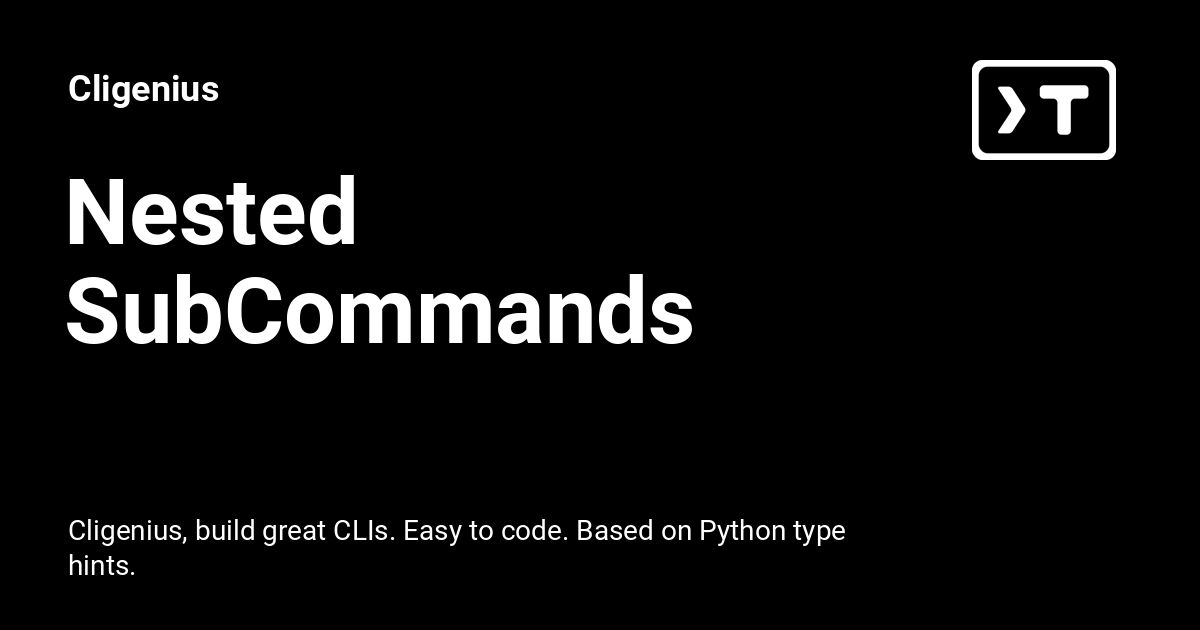 Cligenius
T
Nested
SubCommands
Cligenius, build great CLIs. Easy to code. Based on Python type
hints.